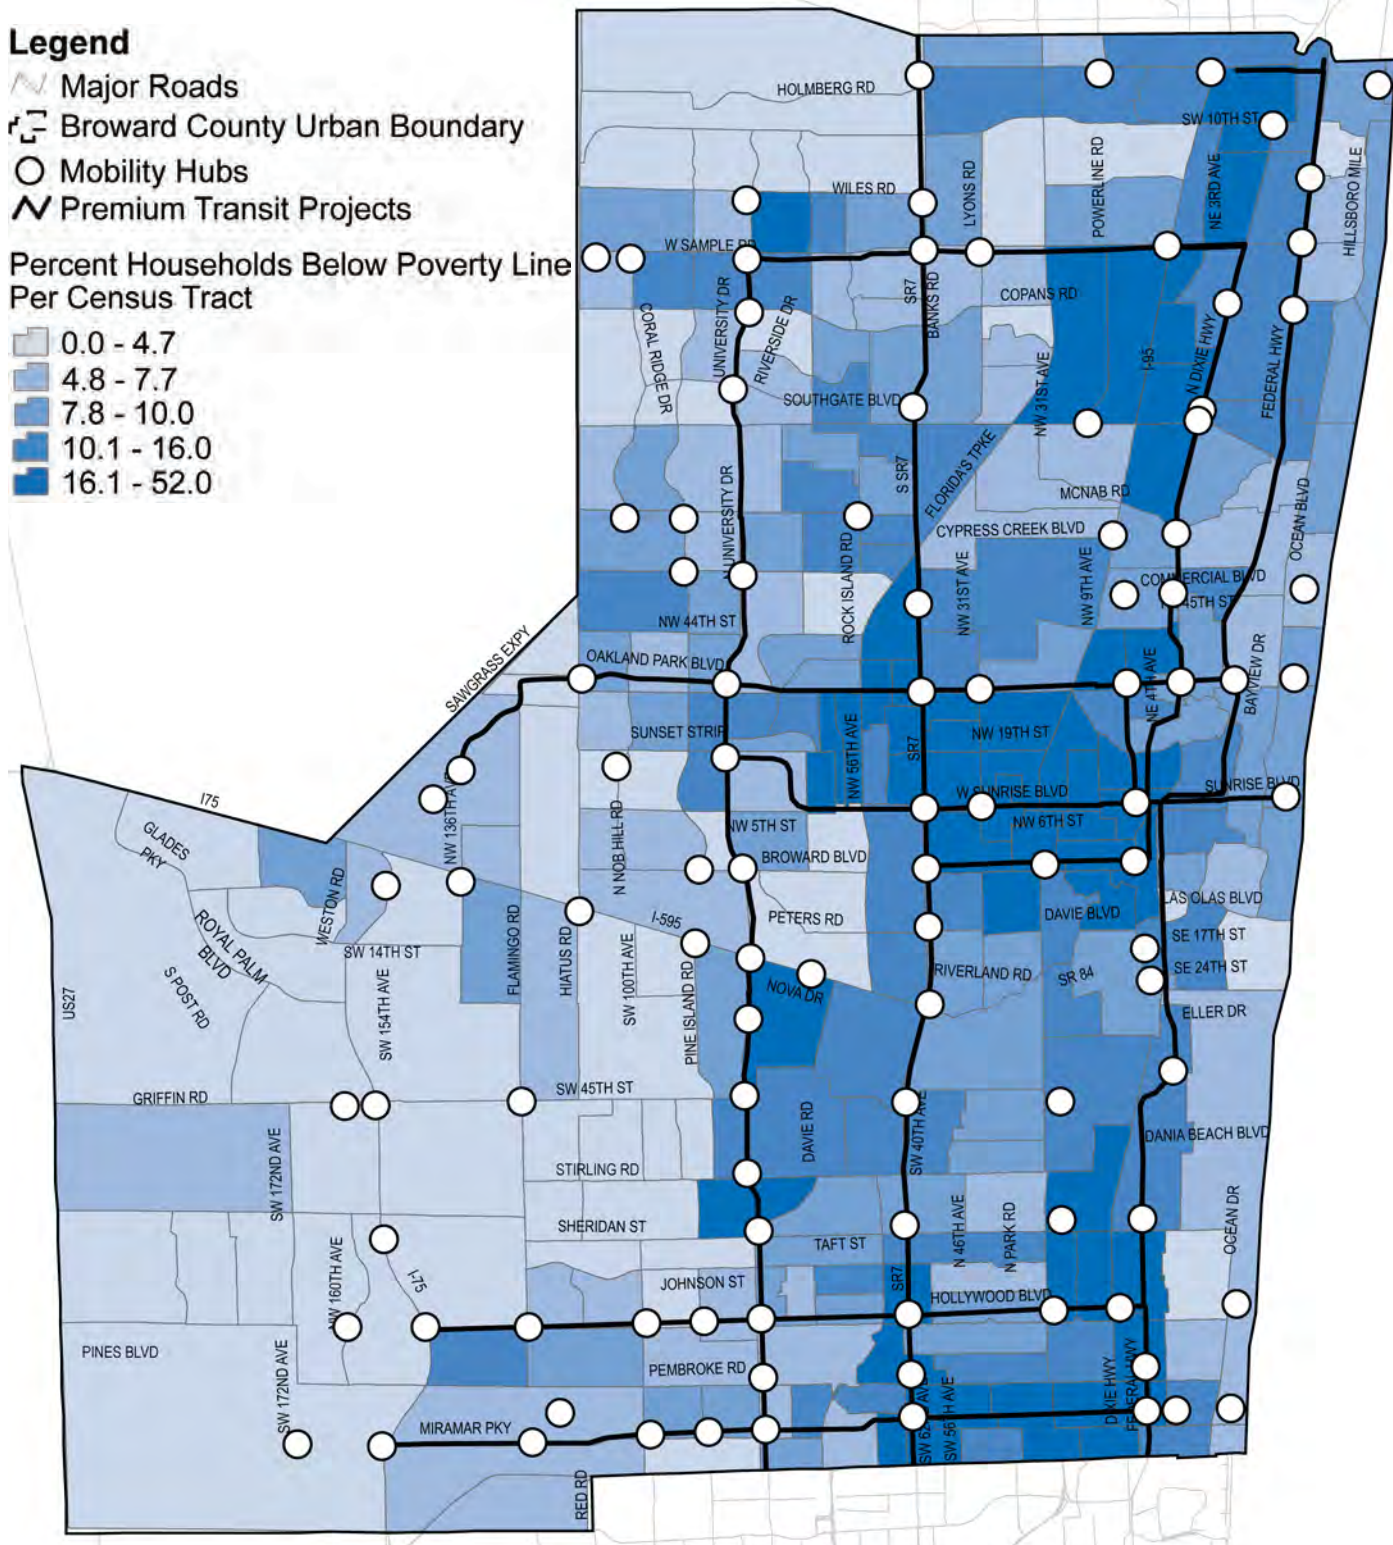 Legend
Major Roads
Broward County Urban Boundary
Mobility Hubs
Premium Transit Projects
Percent Households Below Poverty Line
Per Census Tract
0.0 - 4.7
4.8 - 7.7
7.8 - 10.0
10.1 - 16.0
16.1 - 52.0
HOLMBERG RD
SW 10TH ST
WILES RD
LYONS RD
POWERLINE RD
NE 3RD AVE
HILLSBORO MILE
W SAMPLE RD
SR7
BANKS RD
COPANS RD
CORAL RIDGE DR
UNIVERSITY DR
RIVERSIDE DR
I-95
N DIXIE HWY
FEDERAL HWY
NW 31ST AVE
SOUTHGATE BLVD
S SR7
FLORIDA'S TPKE
MCNAB RD
N UNIVERSITY DR
CYPRESS CREEK BLVD
OCEAN BLVD
ROCK ISLAND RD
NW 31ST AVE
NW 9TH AVE
COMMERCIAL BLVD
45TH ST
NW 44TH ST
SAWGRASS EXPY
OAKLAND PARK BLVD
NE 4TH AVE
BAYVIEW DR
SUNSET STRIP
NW 56TH AVE
SR7
NW 19TH ST
I75
NW 136TH AVE
N NOB HILL RD
W SUNRISE BLVD
SUNRISE BLVD
NW 5TH ST
NW 6TH ST
GLADES
PKY
BROWARD BLVD
WESTON RD
ROYAL PALM
BLVD
FLAMINGO RD
HIATUS RD
I-595
PETERS RD
DAVIE BLVD
LAS OLAS BLVD
SW 14TH ST
SE 17TH ST
S POST RD
US27
SW 154TH AVE
SW 100TH AVE
PINE ISLAND RD
NOVA DR
RIVERLAND RD
SR 84
SE 24TH ST
ELLER DR
GRIFFIN RD
SW 45TH ST
SW 172ND AVE
DAVIE RD
SW 40TH AVE
DANIA BEACH BLVD
STIRLING RD
SHERIDAN ST
TAFT ST
N 46TH AVE
N PARK RD
OCEAN DR
NW 160TH AVE
I-75
JOHNSON ST
SR7
HOLLYWOOD BLVD
PINES BLVD
SW 172ND AVE
PEMBROKE RD
DIXIE HWY
FEDERAL HWY
MIRAMAR PKY
SW 56TH AVE
RED RD